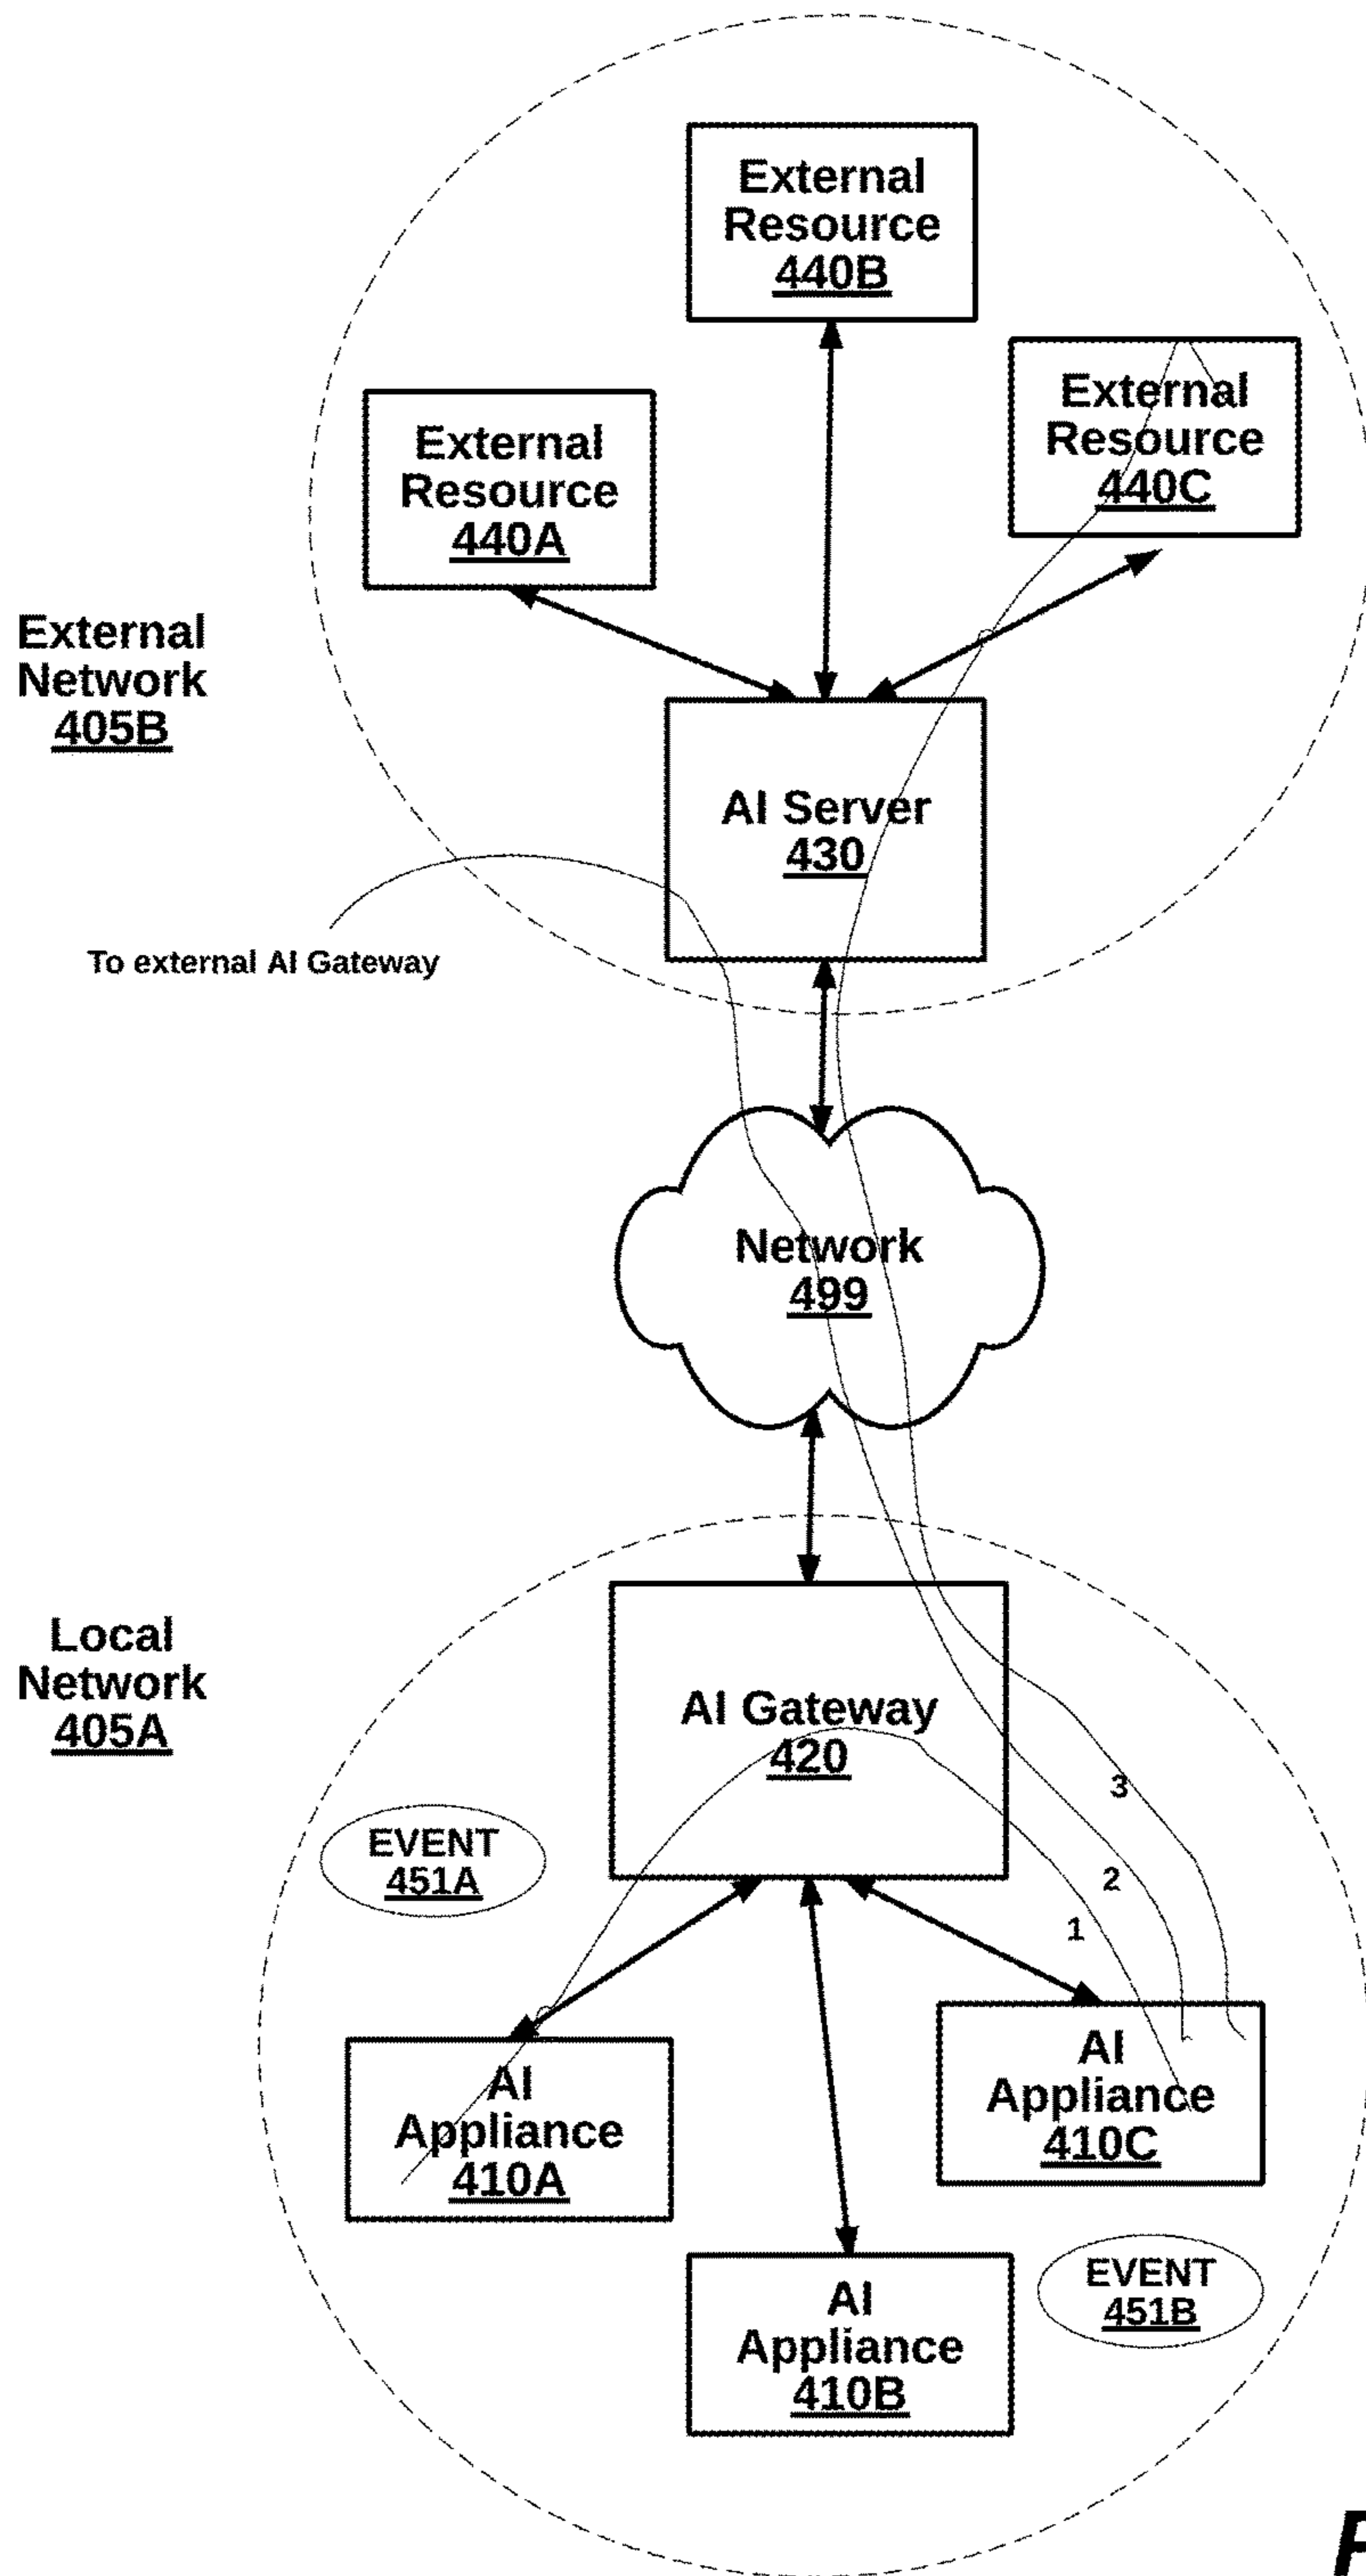 External
Resource
440B
External
Resource
440C
External
Resource
440A
External
Network
405B
AI Server
430
To external AI Gateway
Network
499
Local
Network
405A
AI Gateway
420
3
EVENT
451A
2
1
AI
Appliance
410C
AI
Appliance
410A
EVENT
451B
AI
Appliance
410B